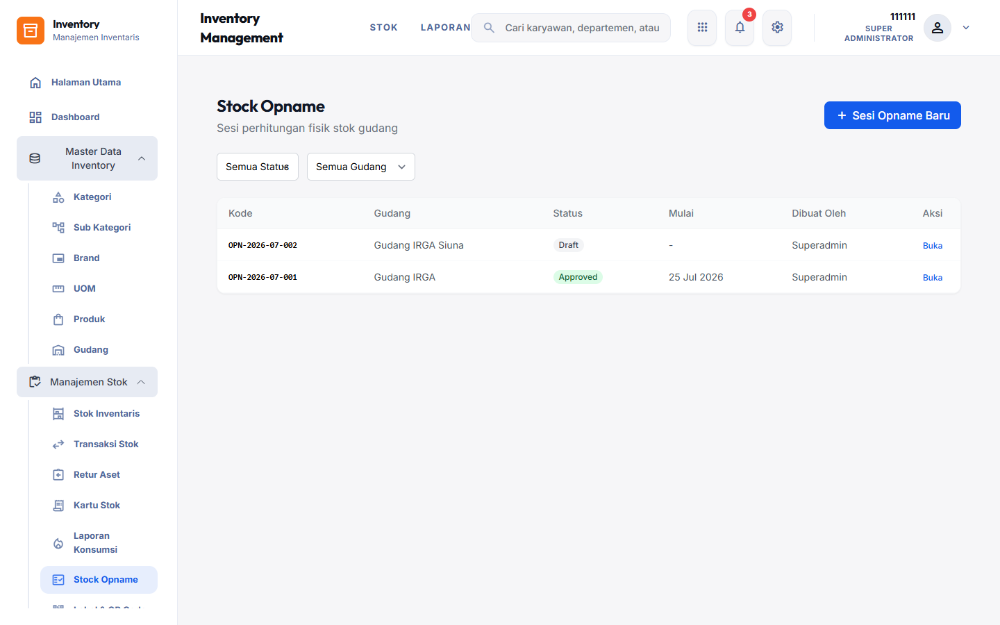 Inventory
Manajemen Inventaris
Halaman Utama
Dashboard
Master Data
Inventory
Kategori
Sub Kategori
Brand
UOM
Produk
Gudang
Manajemen Stok
Stok Inventaris
Transaksi Stok
Retur Aset
Kartu Stok
Laporan
Konsumsi
Stock Opname
Inventory
Management
STOK
LAPORAN
Cari karyawan, departemen, atau
3
111111
SUPER
ADMINISTRATOR
Stock Opname
Sesi perhitungan fisik stok gudang
+ Sesi Opname Baru
Semua Status
Semua Gudang
Kode Gudang Status Mulai Dibuat Oleh Aksi
OPN-2026-07-002 Gudang IRGA Siuna Draft - Superadmin Buka
OPN-2026-07-001 Gudang IRGA Approved 25 Jul 2026 Superadmin Buka